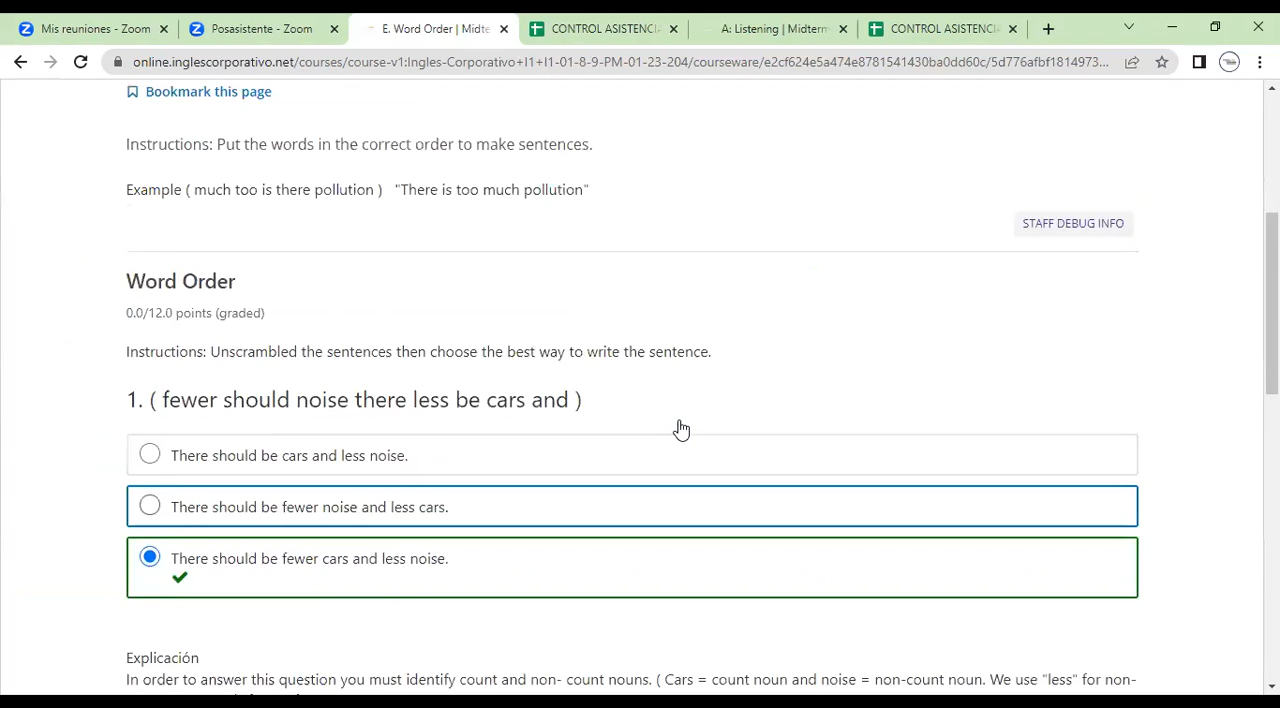 Mis reuniones - Zoom
Posasistente - Zoom
E. Word Order | Midte
CONTROL ASISTENCIA
A: Listening | Midterm
CONTROL ASISTENCIA
online.inglescorporativo.net/courses/course-v1:Ingles-Corporativo+I1+I1-01-8-9-PM-01-23-204/courseware/e2cf624e5a474e8781541430ba0dd60c/5d776afbf1814973...
Bookmark this page
Instructions: Put the words in the correct order to make sentences.
Example ( much too is there pollution ) "There is too much pollution"
STAFF DEBUG INFO
Word Order
0.0/12.0 points (graded)
Instructions: Unscrambled the sentences then choose the best way to write the sentence.
1. ( fewer should noise there less be cars and )
There should be cars and less noise.
There should be fewer noise and less cars.
There should be fewer cars and less noise.
Explicación
In order to answer this question you must identify count and non- count nouns. ( Cars = count noun and noise = non-count noun. We use "less" for non-